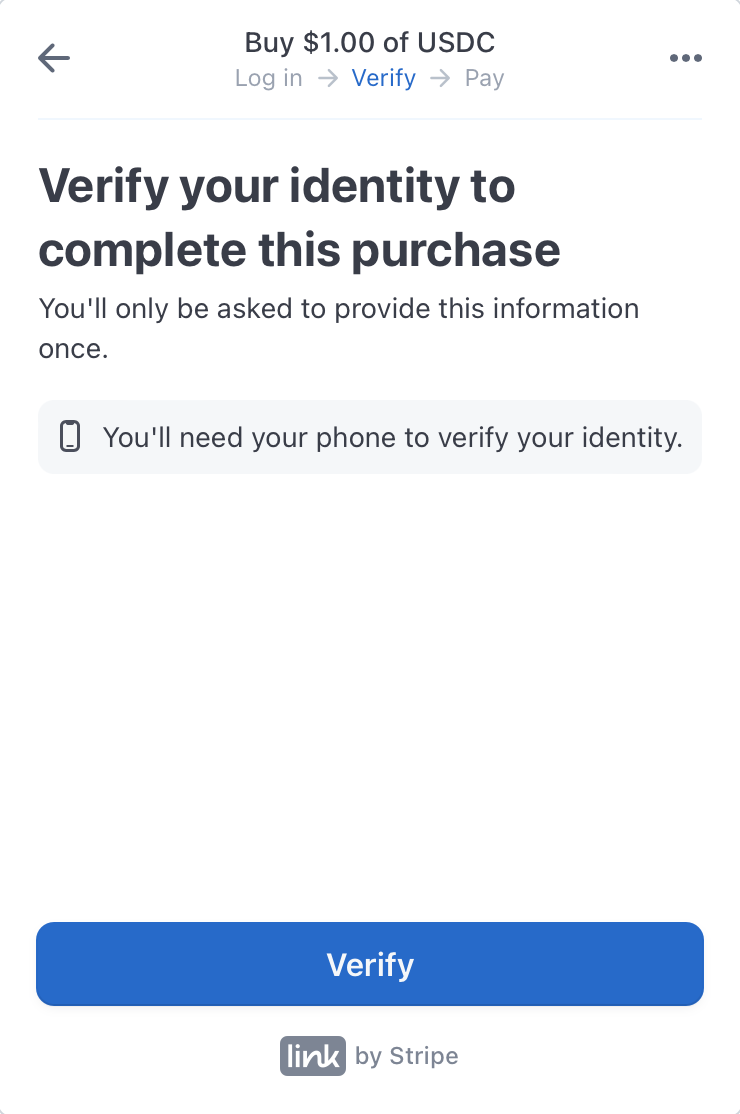 Buy $1.00 of USDC
Log in → Verify → Pay
Verify your identity to
complete this purchase
You'll only be asked to provide this information
once.
You'll need your phone to verify your identity.
Verify
link by Stripe